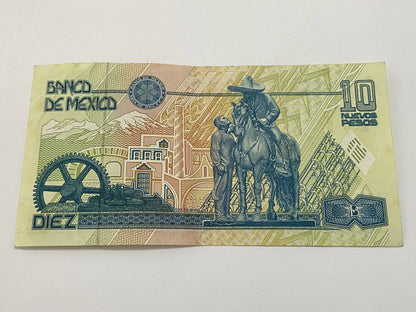 BANCO
DE MEXICO
10
NUEVOS
PESOS
DIEZ